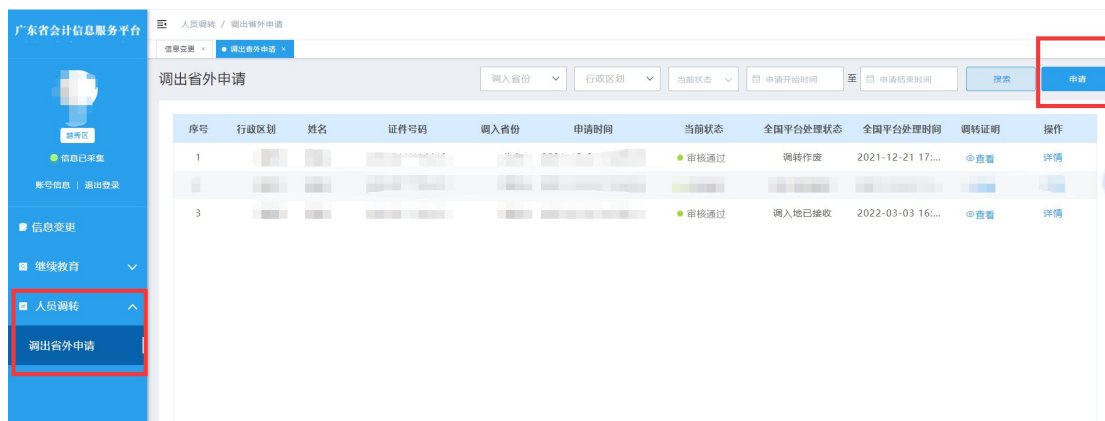 广东省会计信息服务平台
人员调转 / 调出省外申请
信息变更 ×
调出省外申请 ×
调出省外申请
调入省份
行政区划
当前状态
申请开始时间
至
申请结束时间
搜索
申请
越秀区
信息已采集
账号信息 | 退出登录
信息变更
继续教育
人员调转
调出省外申请
序号 行政区划 姓名 证件号码 调入省份 申请时间 当前状态 全国平台处理状态 全国平台处理时间 调转证明 操作
1 审核通过 调转作废 2021-12-21 17:... 查看 详情
3 审核通过 调入地已接收 2022-03-03 16:... 查看 详情